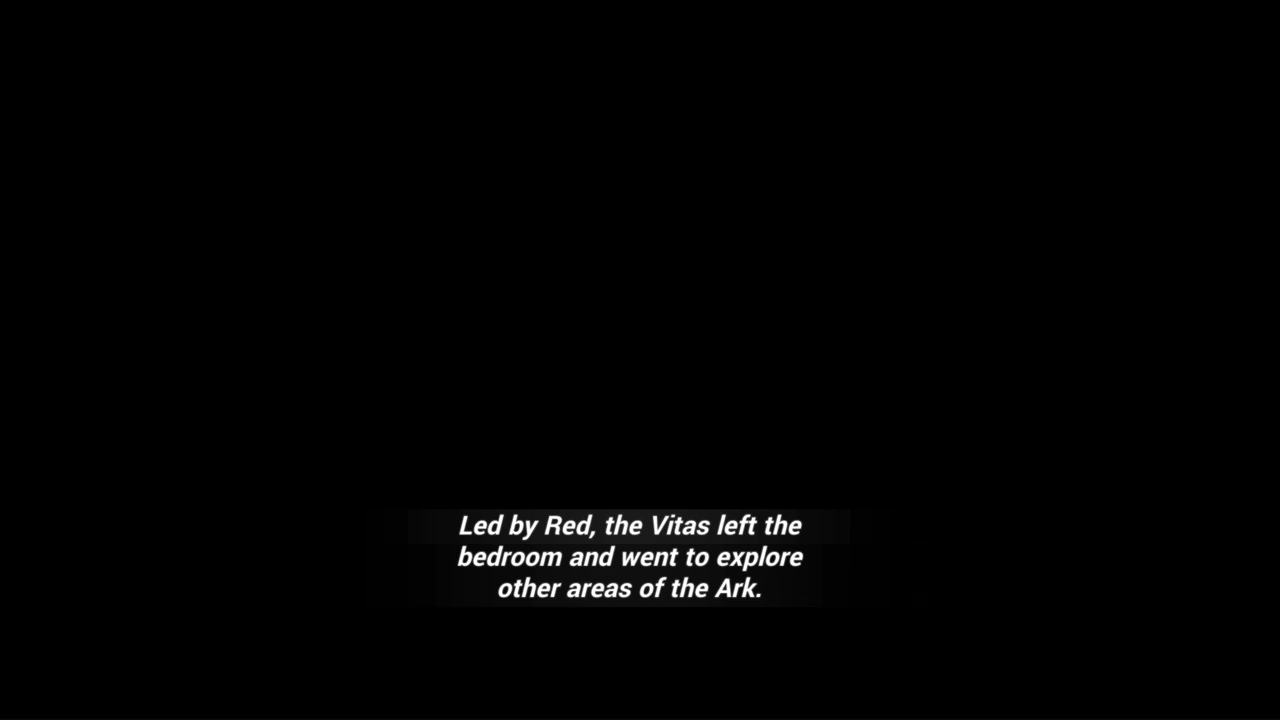 Led by Red, the Vitas left the
bedroom and went to explore
other areas of the Ark.